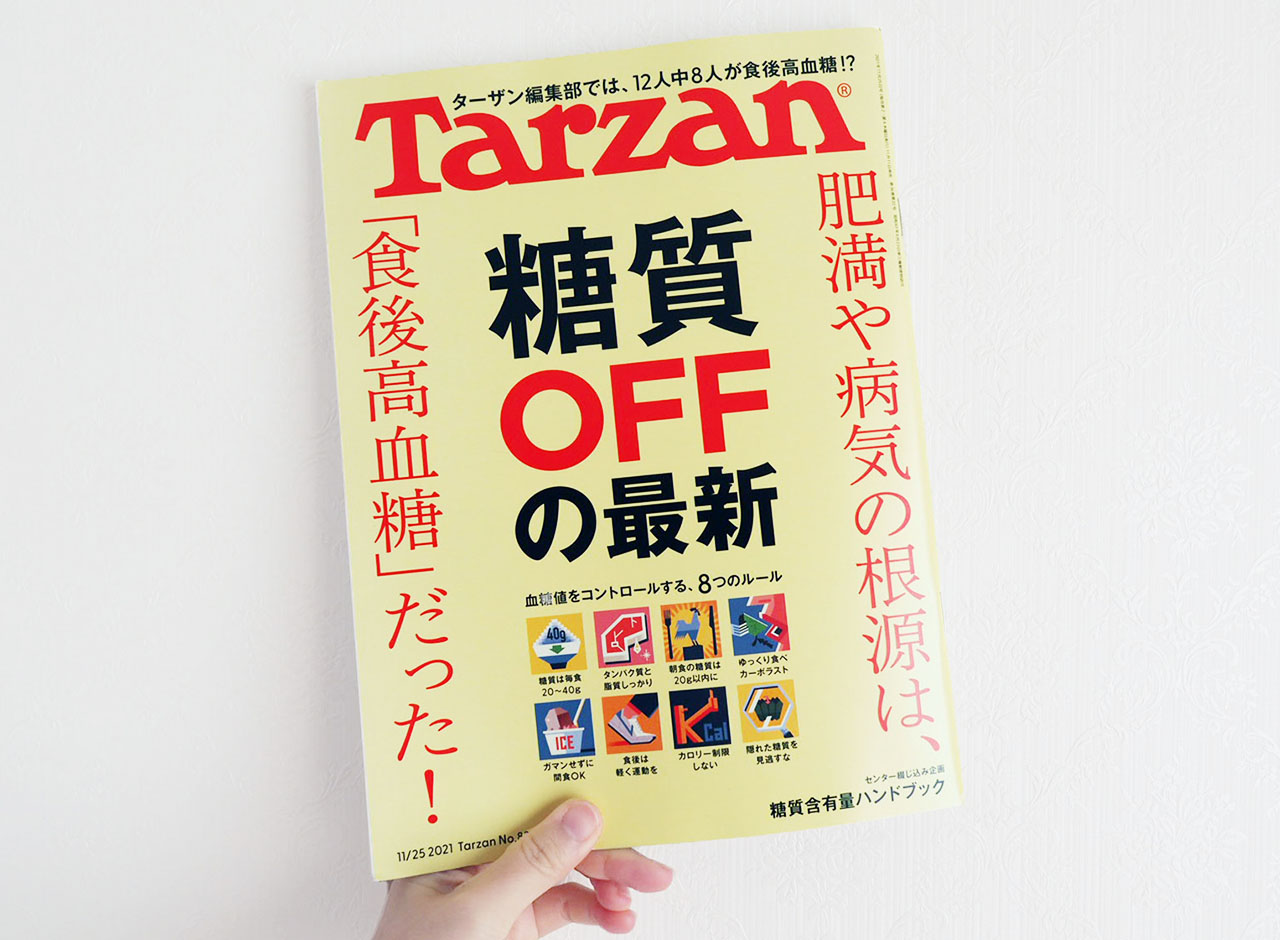 ターザン編集部では、12人中8人が食後高血糖!?
Tarzan®
肥満や病気の根源は、
「食後高血糖」だった!
糖質
OFF
の最新
血糖値をコントロールする、8つのルール
40g
糖質は毎食
20〜40g
タンパク質と
脂質しっかり
朝食の糖質は
20g以内に
ゆっくり食べ
カーボラスト
ICE
ガマンせずに
間食OK
食後は
軽く運動を
K Cal
カロリー制限
しない
隠れた糖質を
見逃すな
センター綴じ込み企画
糖質含有量ハンドブック
11/25 2021 Tarzan No.